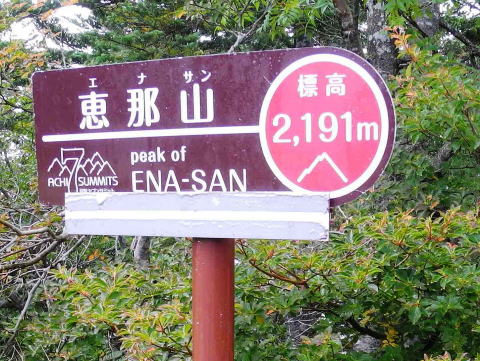 エナサン
恵那山
標高
2,191m
peak of
ENA-SAN
7
ACHI SUMMITS